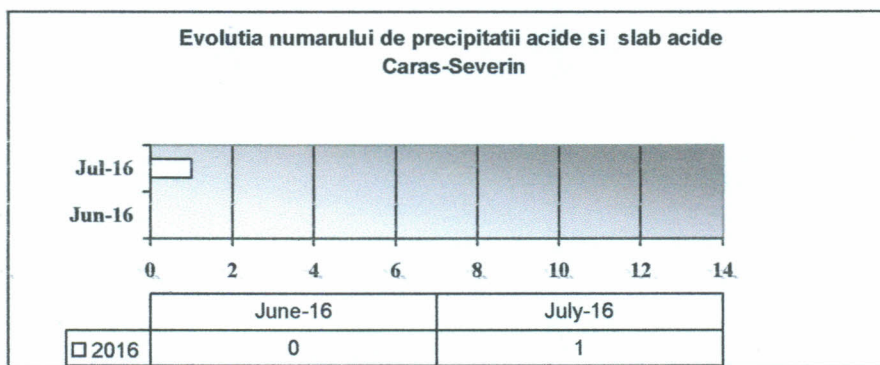 Evolutia numarului de precipitatii acide si slab acide
Caras-Severin
Jul-16
Jun-16
0 2 4 6 8 10 12 14
June-16 July-16
2016 0 1